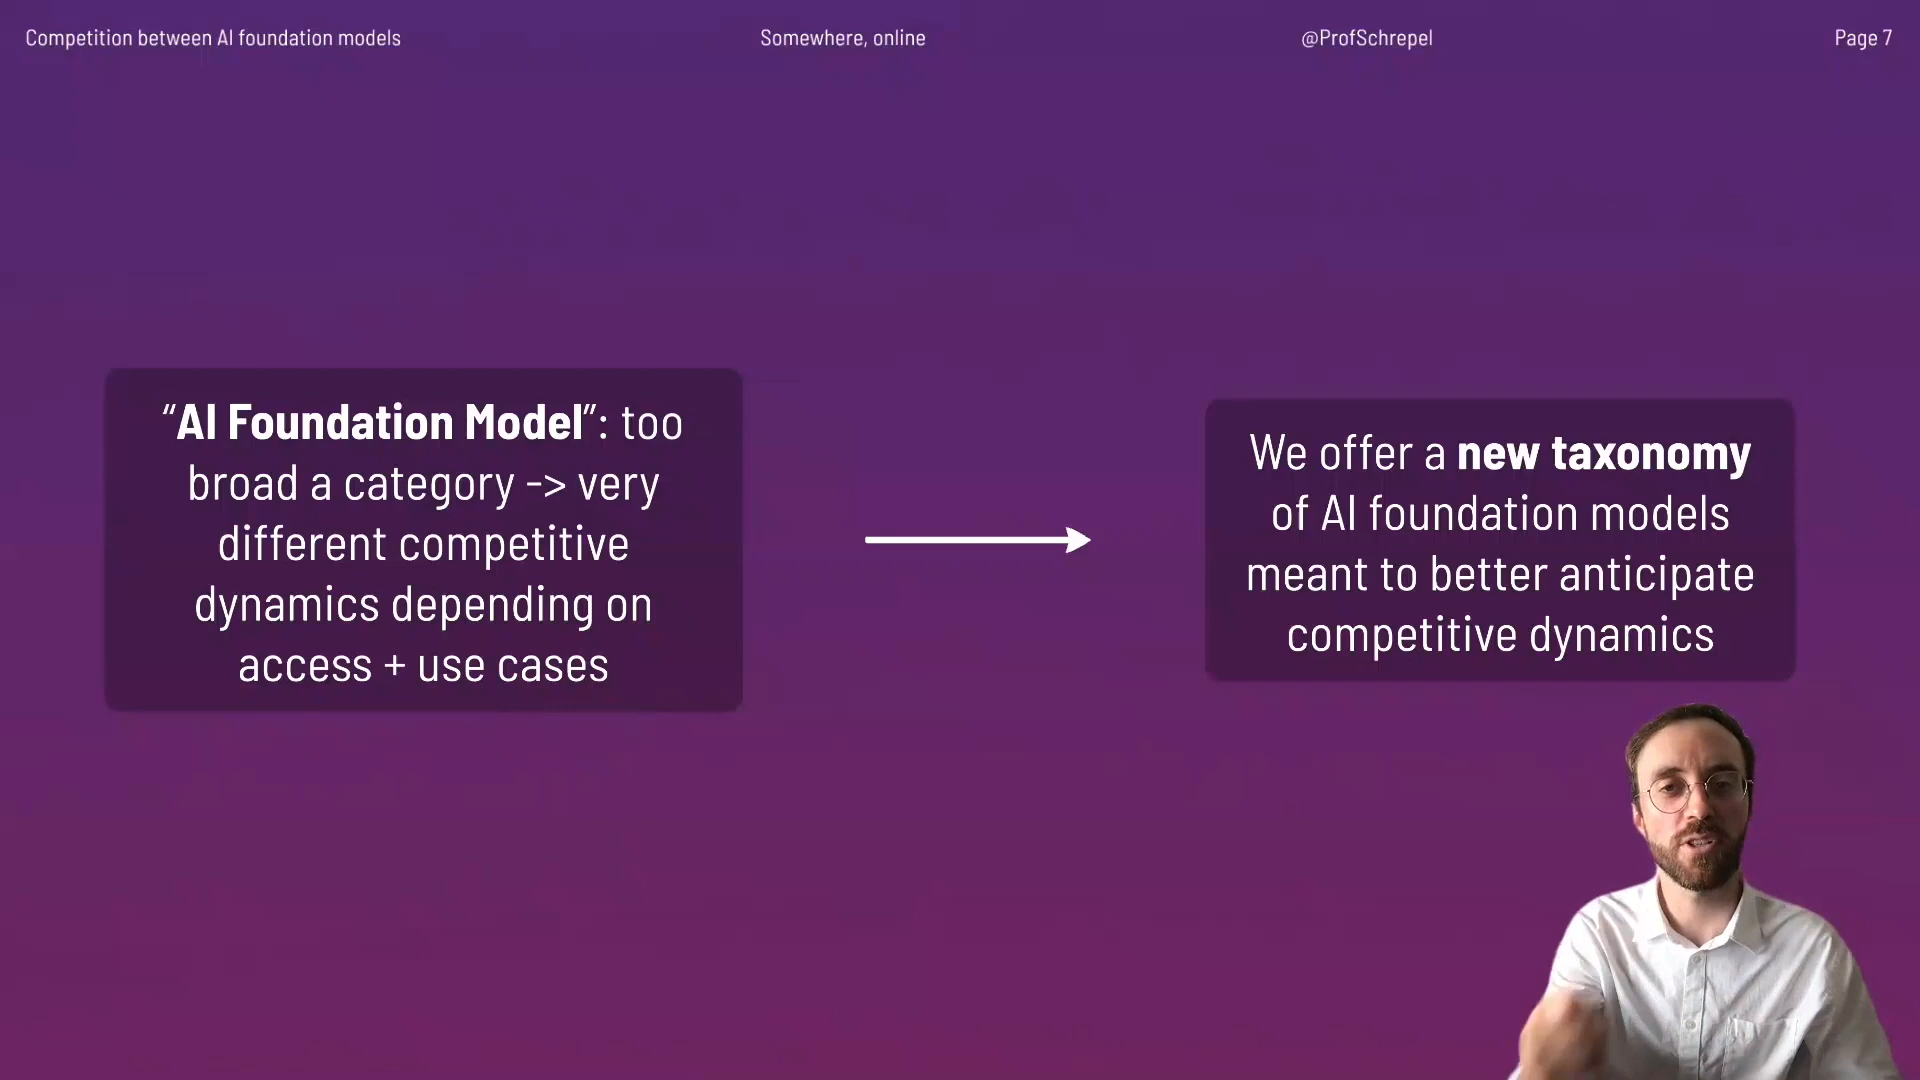 Competition between AI foundation models
Somewhere, online
@ProfSchrepel
Page 7
“AI Foundation Model”: too
broad a category -> very
different competitive
dynamics depending on
access + use cases
We offer a new taxonomy
of AI foundation models
meant to better anticipate
competitive dynamics